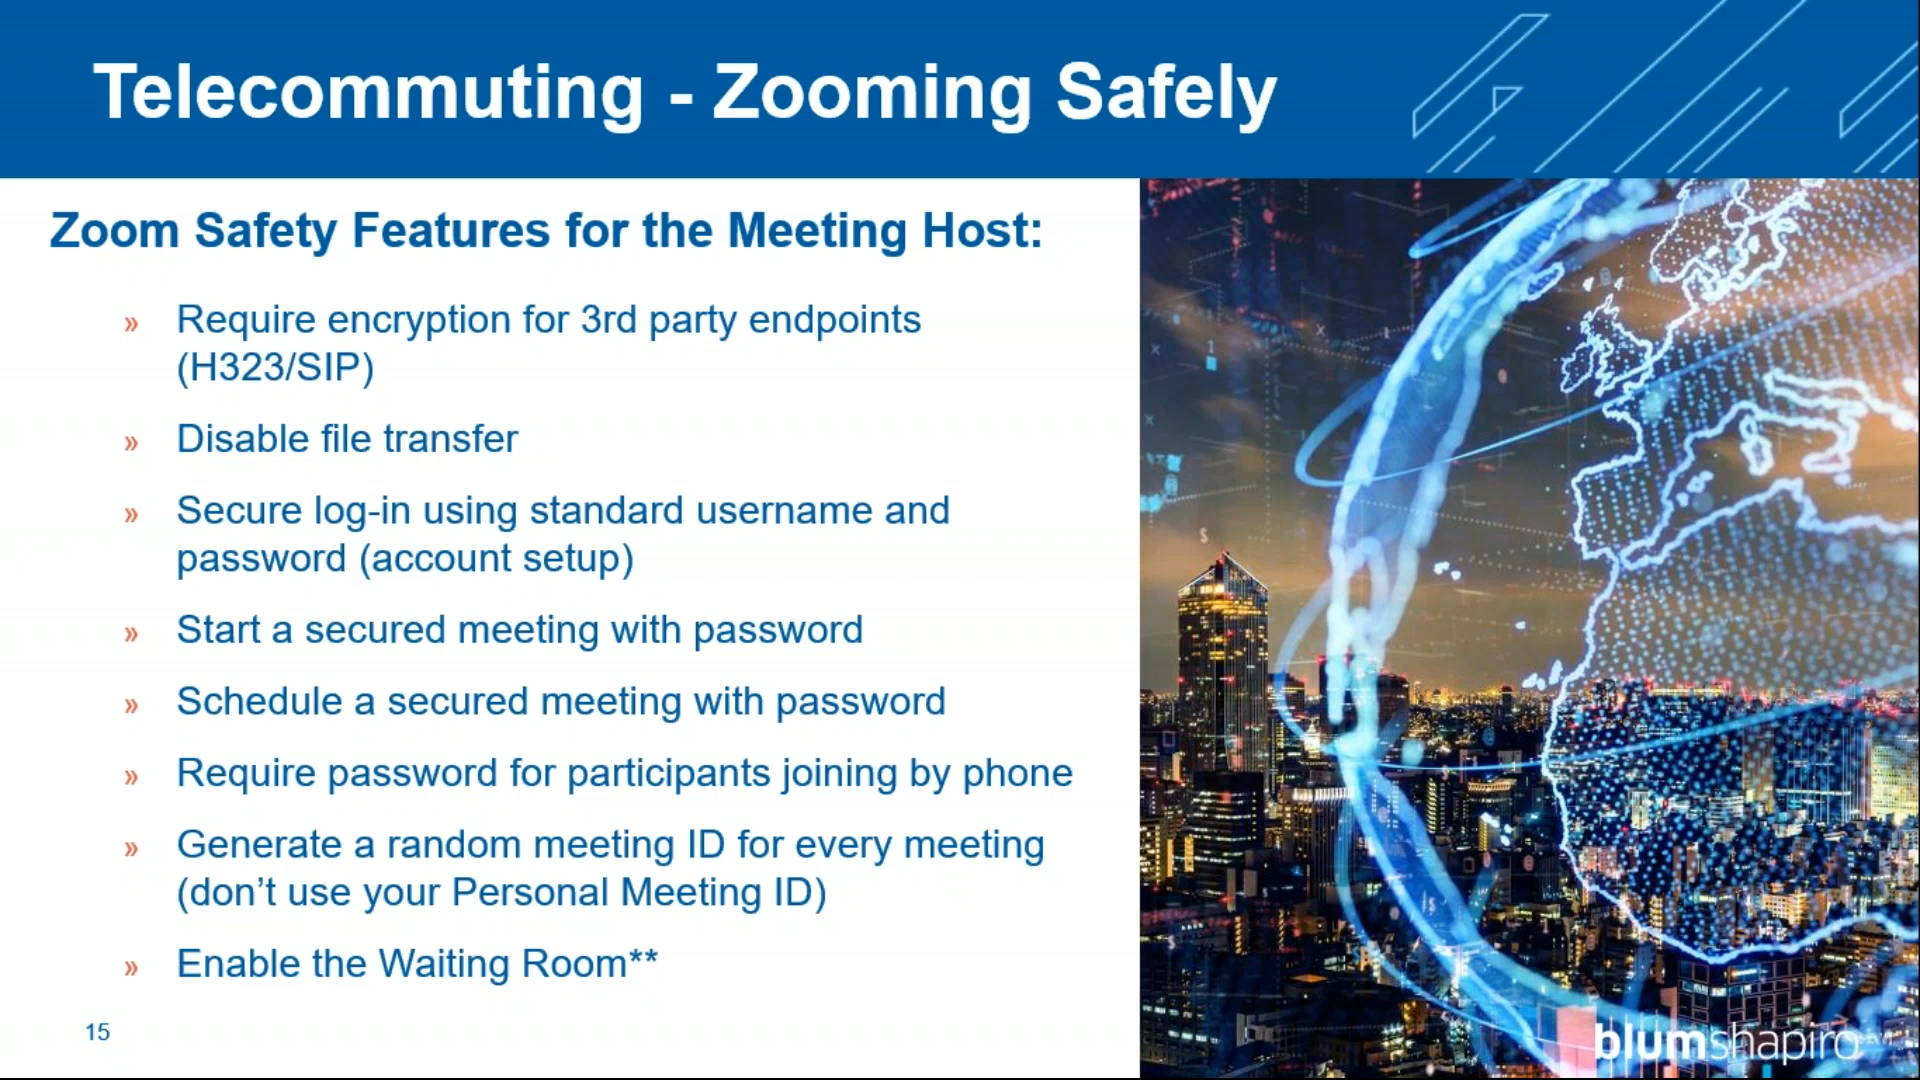 Telecommuting - Zooming Safely
Zoom Safety Features for the Meeting Host:
» Require encryption for 3rd party endpoints
(H323/SIP)
» Disable file transfer
» Secure log-in using standard username and
password (account setup)
» Start a secured meeting with password
» Schedule a secured meeting with password
» Require password for participants joining by phone
» Generate a random meeting ID for every meeting
(don’t use your Personal Meeting ID)
» Enable the Waiting Room**
15
blumshapiro